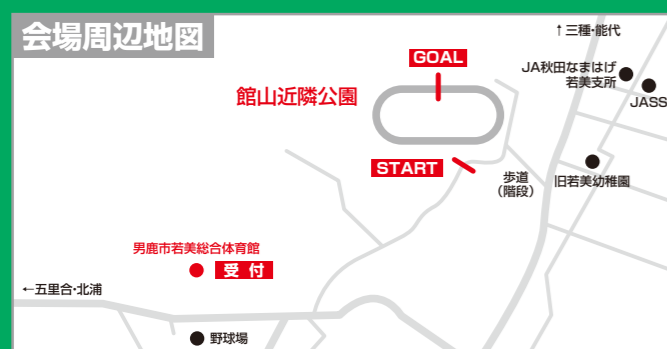 会場周辺地図
↑三種・能代
GOAL
JA秋田なまはげ
若美支所
JASS
館山近隣公園
START
歩道
（階段）
旧若美幼稚園
男鹿市若美総合体育館
受付
←五里合・北浦
野球場